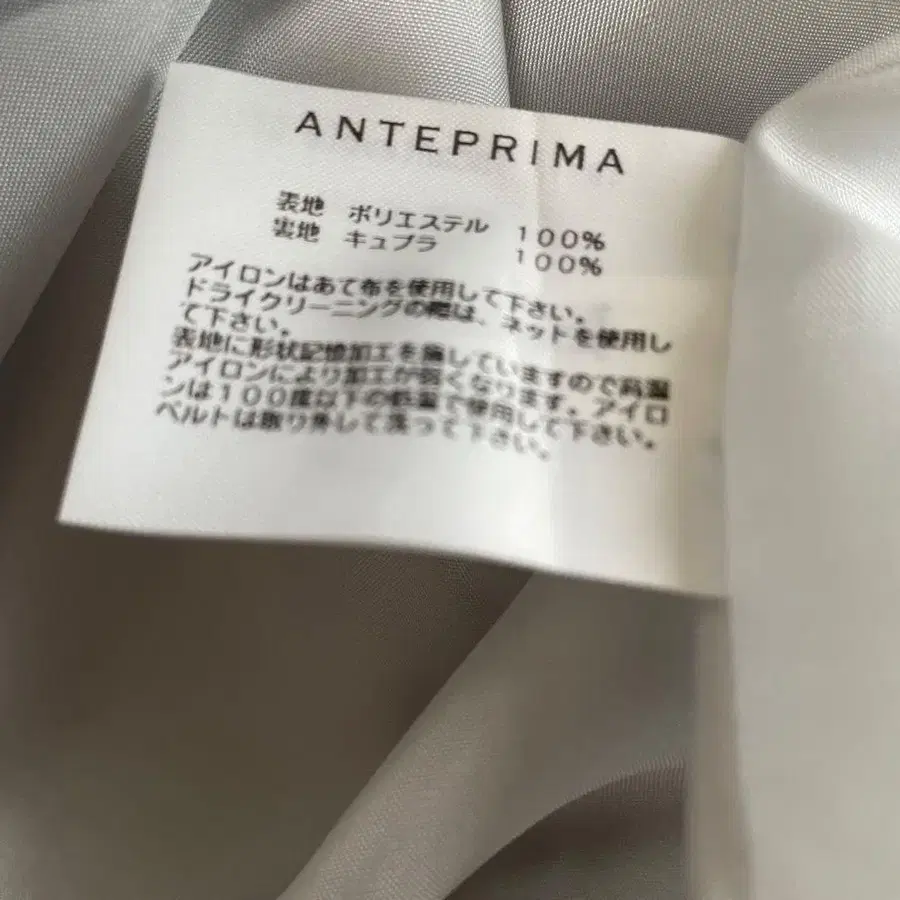 ANTEPRIMA
表地 ポリエステル 100%
裏地 キュプラ 100%
アイロンはあて布を使用して下さい。
ドライクリーニングの際は、ネットを使用し
て下さい。
表地に形状記憶加工を施していますので高温
アイロンにより加工が弱くなります。アイロ
ンは100度以下の低温で使用して下さい。
ベルトは取り外して洗って下さい。